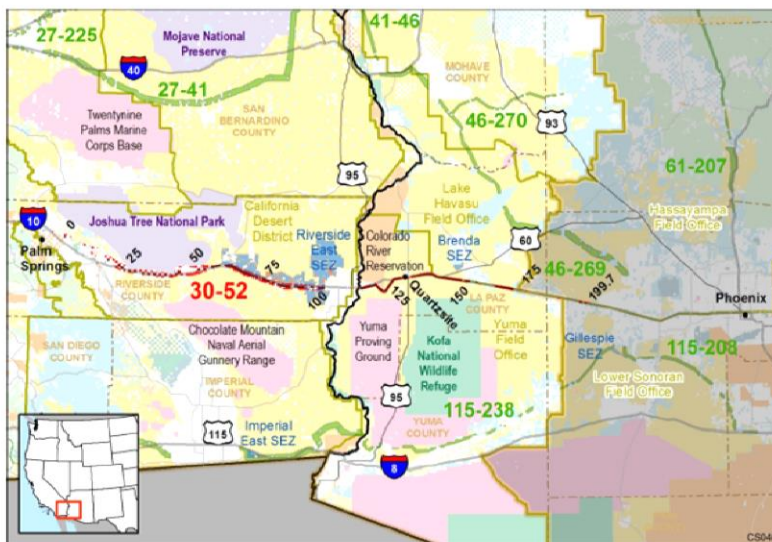 27-225
Mojave National
Preserve
41-46
40
27-41
MOHAVE
COUNTY
46-270
93
Twentynine
Palms Marine
Corps Base
SAN
BERNARDINO
COUNTY
95
61-207
10
0
Joshua Tree National Park
California
Desert
District
Lake
Havasu
Field Office
Hassayampa
Field Office
Palm
Springs
25
50
75
100
Riverside
East
SEZ
Colorado
River
Reservation
Brenda
SEZ
60
RIVERSIDE
COUNTY
30-52
125
Quartzsite
150
175
46-269
199.7
LA PAZ
COUNTY
Phoenix
Chocolate Mountain
Naval Aerial
Gunnery Range
SAN DIEGO
COUNTY
IMPERIAL
COUNTY
Yuma
Proving
Ground
Kofa
National
Wildlife
Refuge
Yuma
Field
Office
Gillespie
SEZ
115-208
Lower Sonoran
Field Office
95
115-238
YUMA
COUNTY
115
Imperial
East SEZ
8